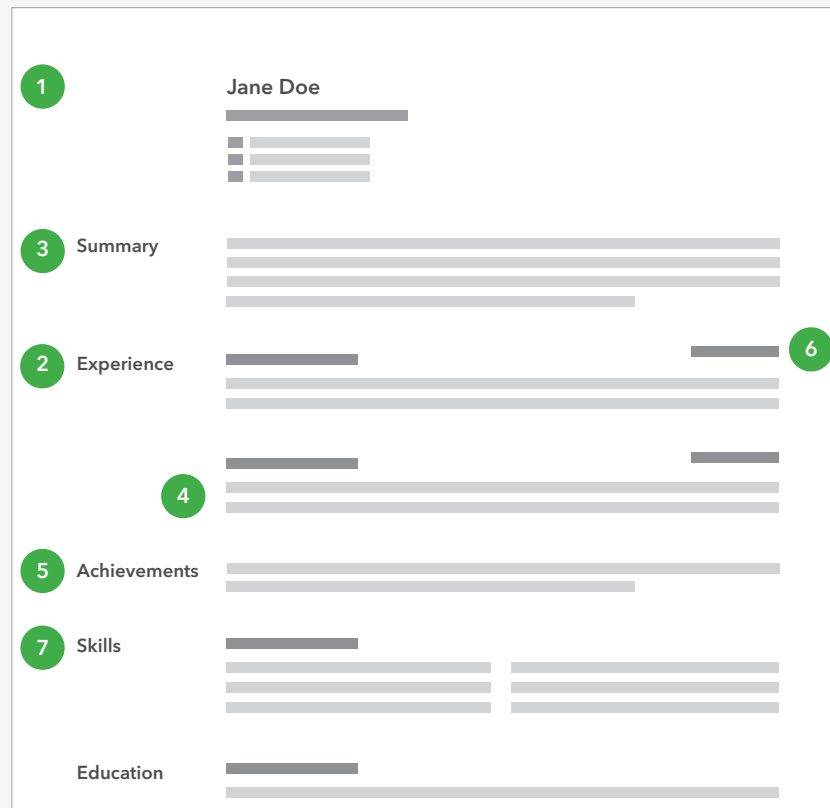 1 Jane Doe
3 Summary
6
2 Experience
4
5 Achievements
7 Skills
Education